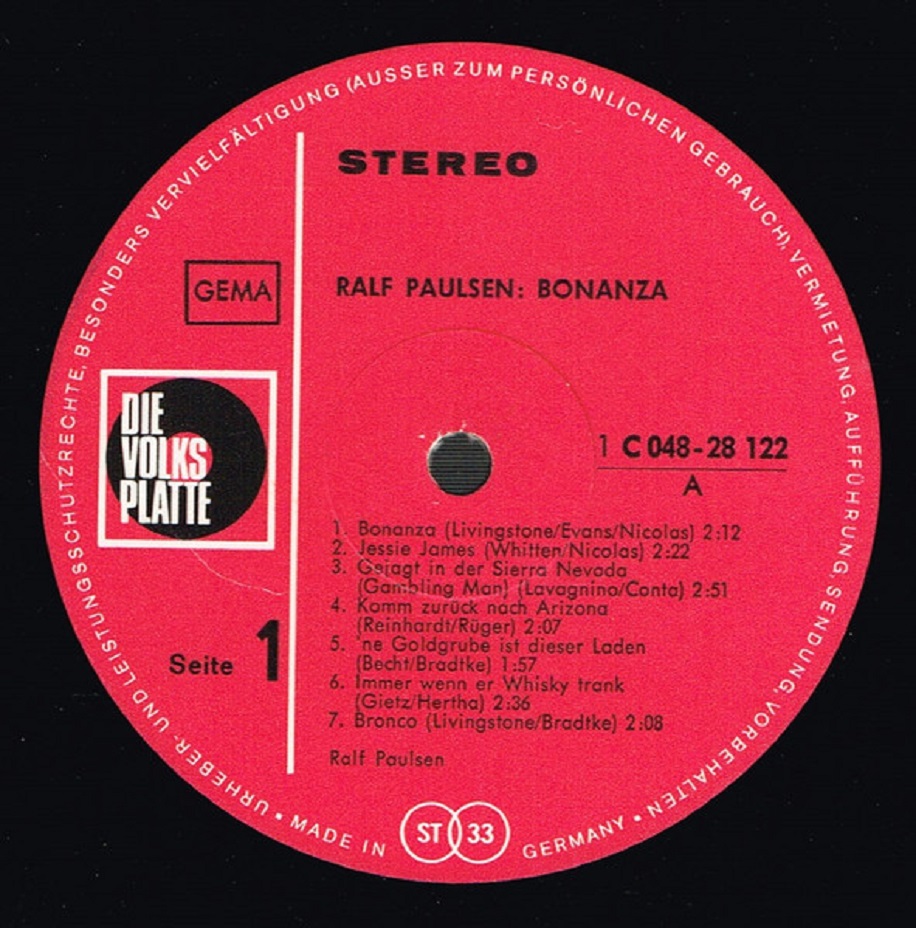 STEREO
GEMA
RALF PAULSEN: BONANZA
DIE
VOLKS
PLATTE
1 C 048-28 122
A
1. Bonanza (Livingstone/Evans/Nicolas) 2:12
2. Jessie James (Whitten/Nicolas) 2:22
3. Gejagt in der Sierra Nevada
(Gambling Man) (Lavagnino/Conta) 2:51
4. Komm zurück nach Arizona
(Reinhardt/Rüger) 2:07
5. 'ne Goldgrube ist dieser Laden
(Becht/Bradtke) 1:57
6. Immer wenn er Whisky trank
(Gietz/Hertha) 2:36
7. Bronco (Livingstone/Bradtke) 2:08
Seite 1
Ralf Paulsen
URHEBER- UND LEISTUNGSSCHUTZRECHTE, BESONDERS VERVIELFÄLTIGUNG (AUSSER ZUM PERSÖNLICHEN GEBRAUCH), VERMIETUNG, AUFFÜHRUNG, SENDUNG, VORBEHALTEN •
• MADE IN ST 33 GERMANY